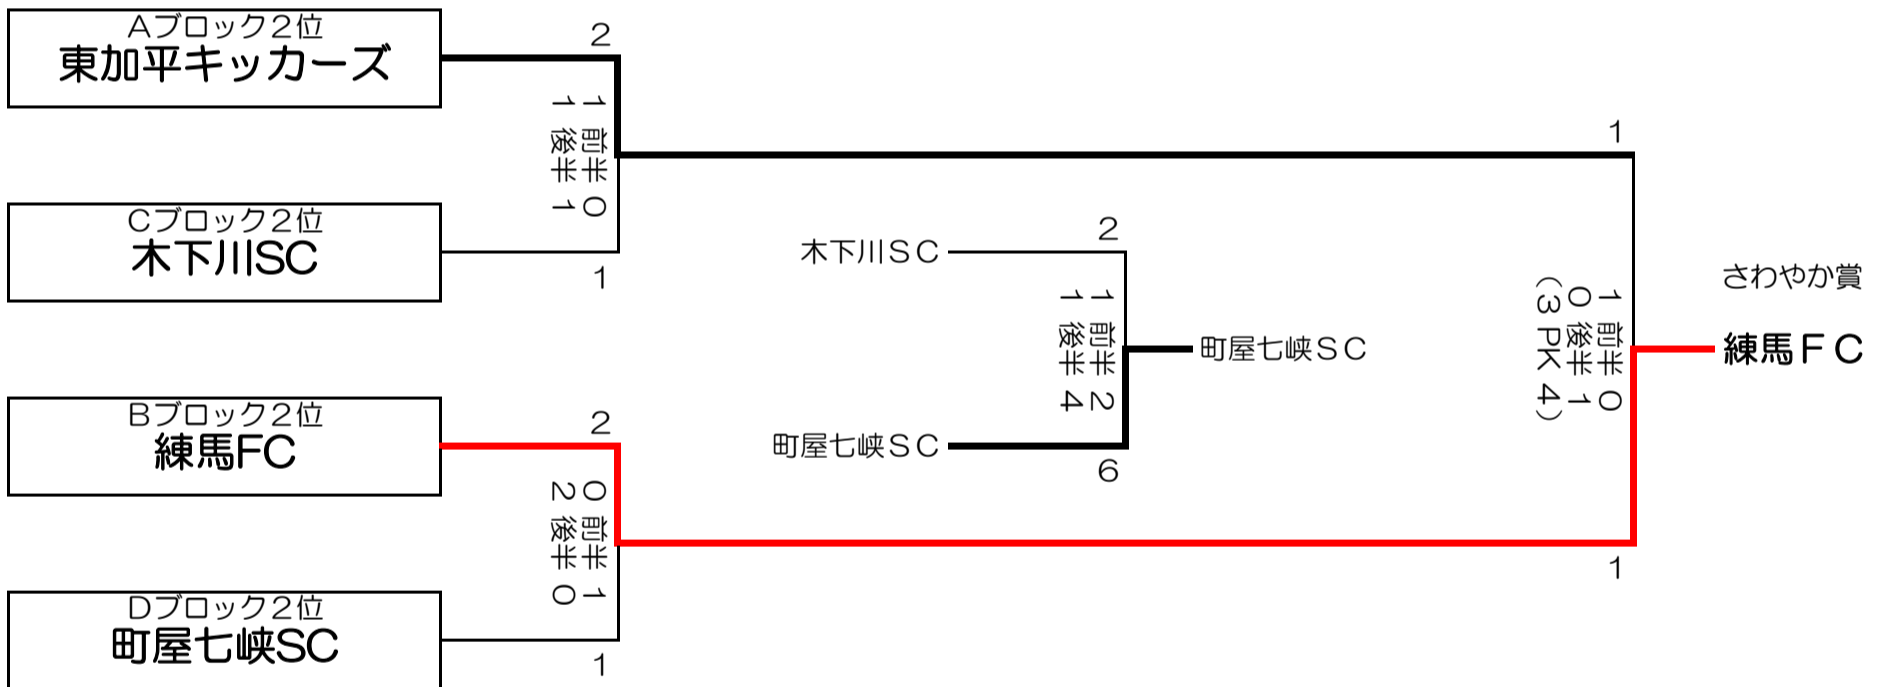 Aブロック２位
東加平キッカーズ
2
1 前半 0
1 後半 1
Cブロック２位
木下川SC
1
Bブロック２位
練馬FC
2
0 前半 1
2 後半 0
Dブロック２位
町屋七峡SC
1
木下川ＳＣ
2
1 前半 2
1 後半 4
町屋七峡ＳＣ
6
町屋七峡ＳＣ
1
1 前半 0
0 後半 1
(3 PK 4)
1
さわやか賞
練馬ＦＣ